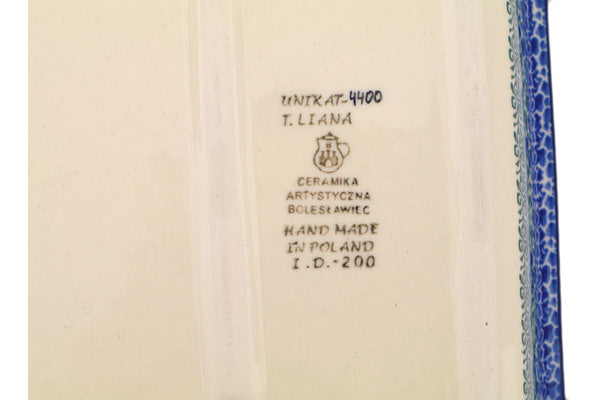 UNIKAT-4400
T. LIANA
CERAMIKA
ARTYSTYCZNA
BOLESŁAWIEC
HAND MADE
IN POLAND
I.D.-200